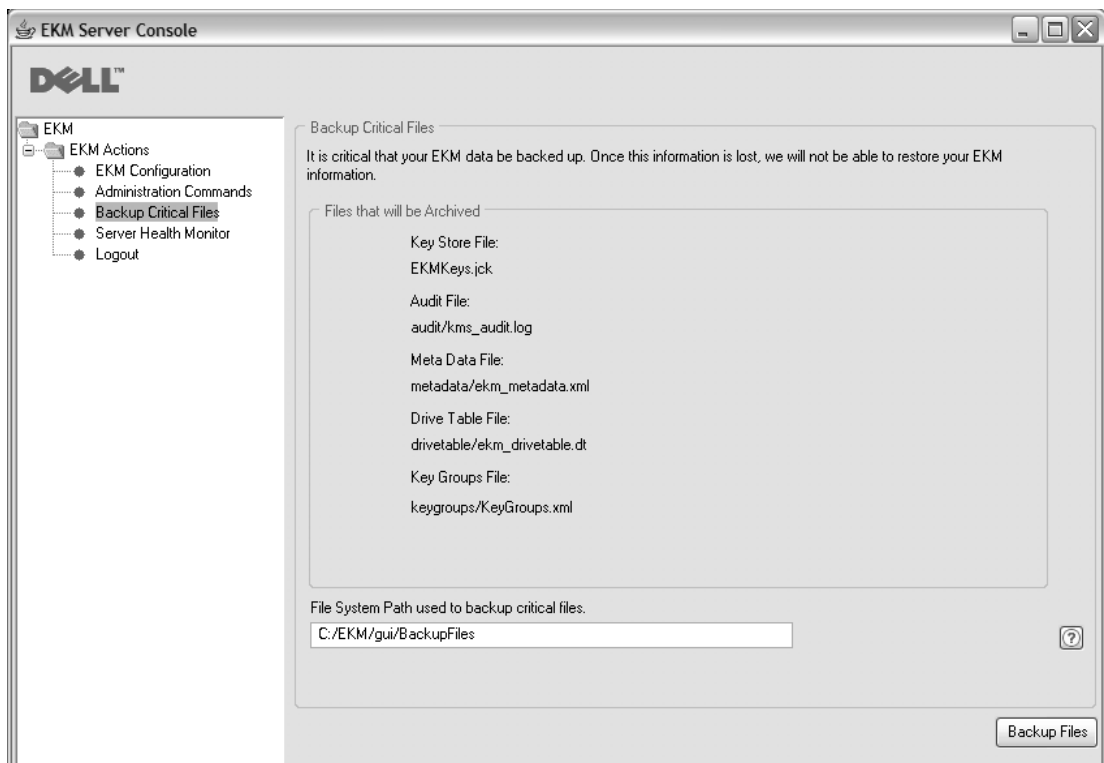 EKM Server Console
DELL™
EKM
EKM Actions
EKM Configuration
Administration Commands
Backup Critical Files
Server Health Monitor
Logout
Backup Critical Files
It is critical that your EKM data be backed up. Once this information is lost, we will not be able to restore your EKM
information.
Files that will be Archived
Key Store File:
EKMKeys.jck
Audit File:
audit/kms_audit.log
Meta Data File:
metadata/ekm_metadata.xml
Drive Table File:
drivetable/ekm_drivetable.dt
Key Groups File:
keygroups/KeyGroups.xml
File System Path used to backup critical files.
C:/EKM/gui/BackupFiles
?
Backup Files